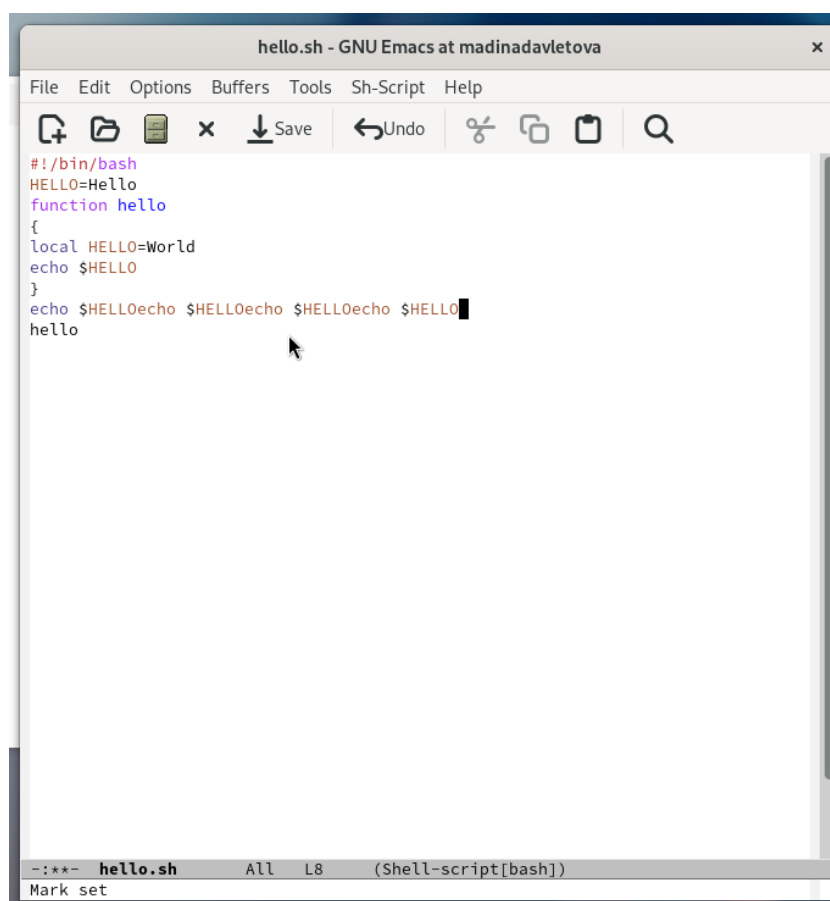 hello.sh - GNU Emacs at madinadavletova ×
File Edit Options Buffers Tools Sh-Script Help
Save Undo
#!/bin/bash
HELLO=Hello
function hello
{
local HELLO=World
echo $HELLO
}
echo $HELLOecho $HELLOecho $HELLOecho $HELLO
hello
-:**- hello.sh All L8 (Shell-script[bash])
Mark set